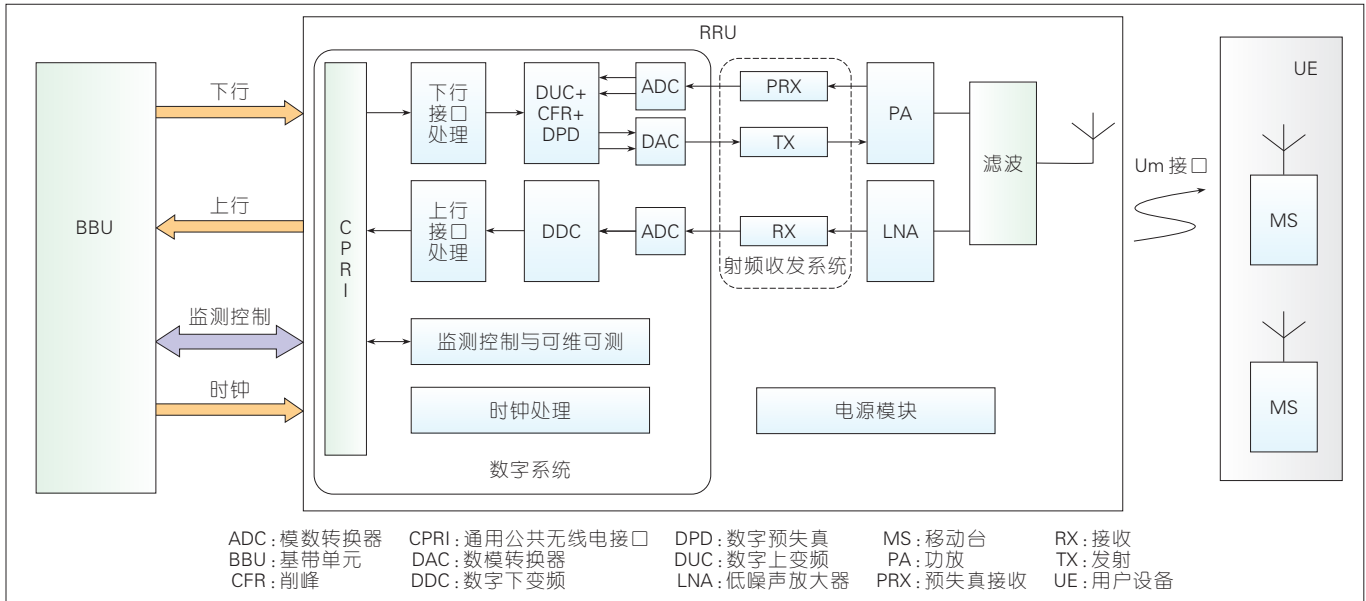 RRU
UE
BBU
下行
上行
监测控制
时钟
C
P
R
I
下行
接口
处理
DUC+
CFR+
DPD
ADC
DAC
PRX
TX
PA
滤波
Um 接口
MS
上行
接口
处理
DDC
ADC
RX
LNA
射频收发系统
监测控制与可维可测
时钟处理
电源模块
MS
数字系统
ADC：模数转换器 CPRI：通用公共无线电接口 DPD：数字预失真 MS：移动台 RX：接收
BBU：基带单元 DAC：数模转换器 DUC：数字上变频 PA：功放 TX：发射
CFR：削峰 DDC：数字下变频 LNA：低噪声放大器 PRX：预失真接收 UE：用户设备